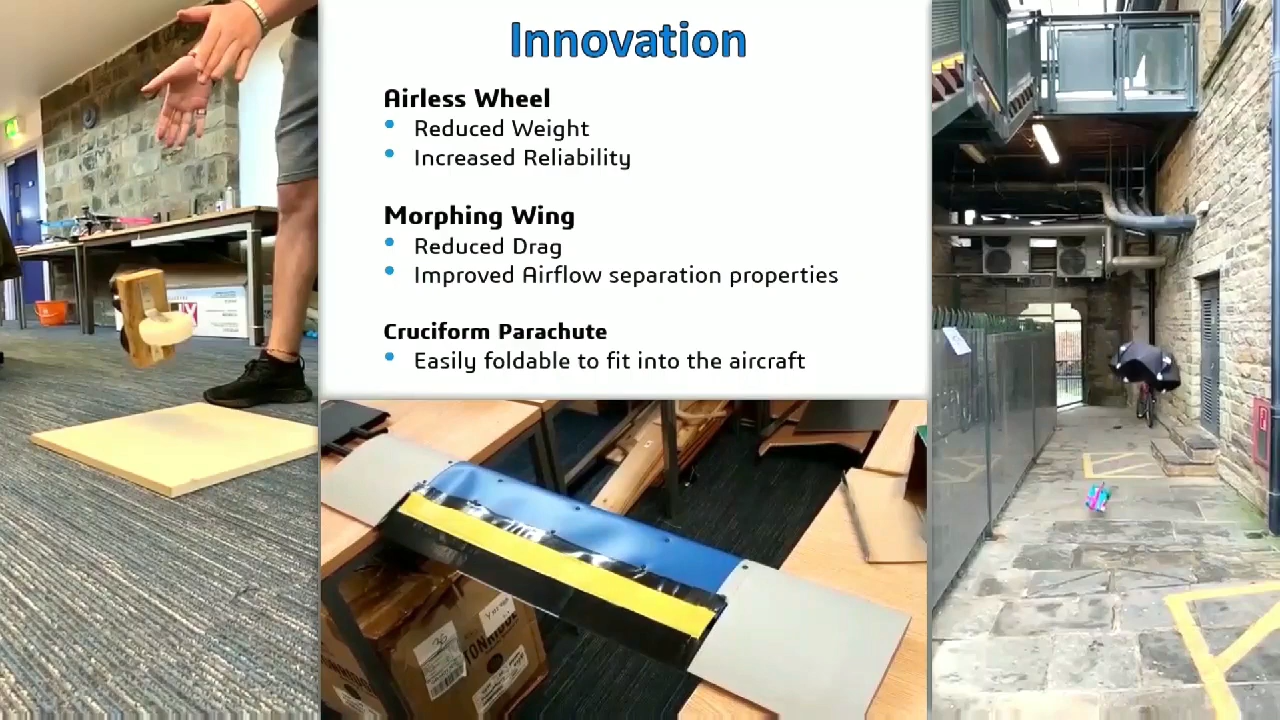 Innovation
Airless Wheel
• Reduced Weight
• Increased Reliability
Morphing Wing
• Reduced Drag
• Improved Airflow separation properties
Cruciform Parachute
• Easily foldable to fit into the aircraft